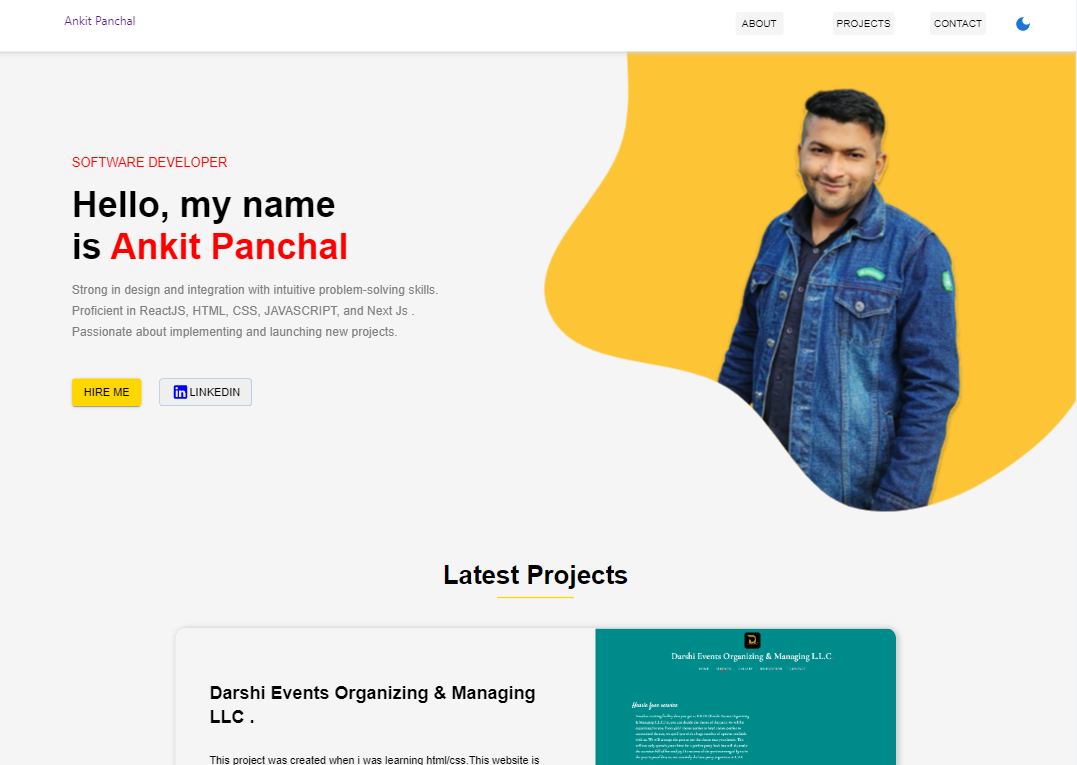 Ankit Panchal
ABOUT
PROJECTS
CONTACT
SOFTWARE DEVELOPER
Hello, my name
is Ankit Panchal
Strong in design and integration with intuitive problem-solving skills.
Proficient in ReactJS, HTML, CSS, JAVASCRIPT, and Next Js .
Passionate about implementing and launching new projects.
HIRE ME
LINKEDIN
Latest Projects
Darshi Events Organizing & Managing
LLC .
This project was created when i was learning html/css.This website is
Darshi Events Organizing & Managing L.L.C
Hassle free service